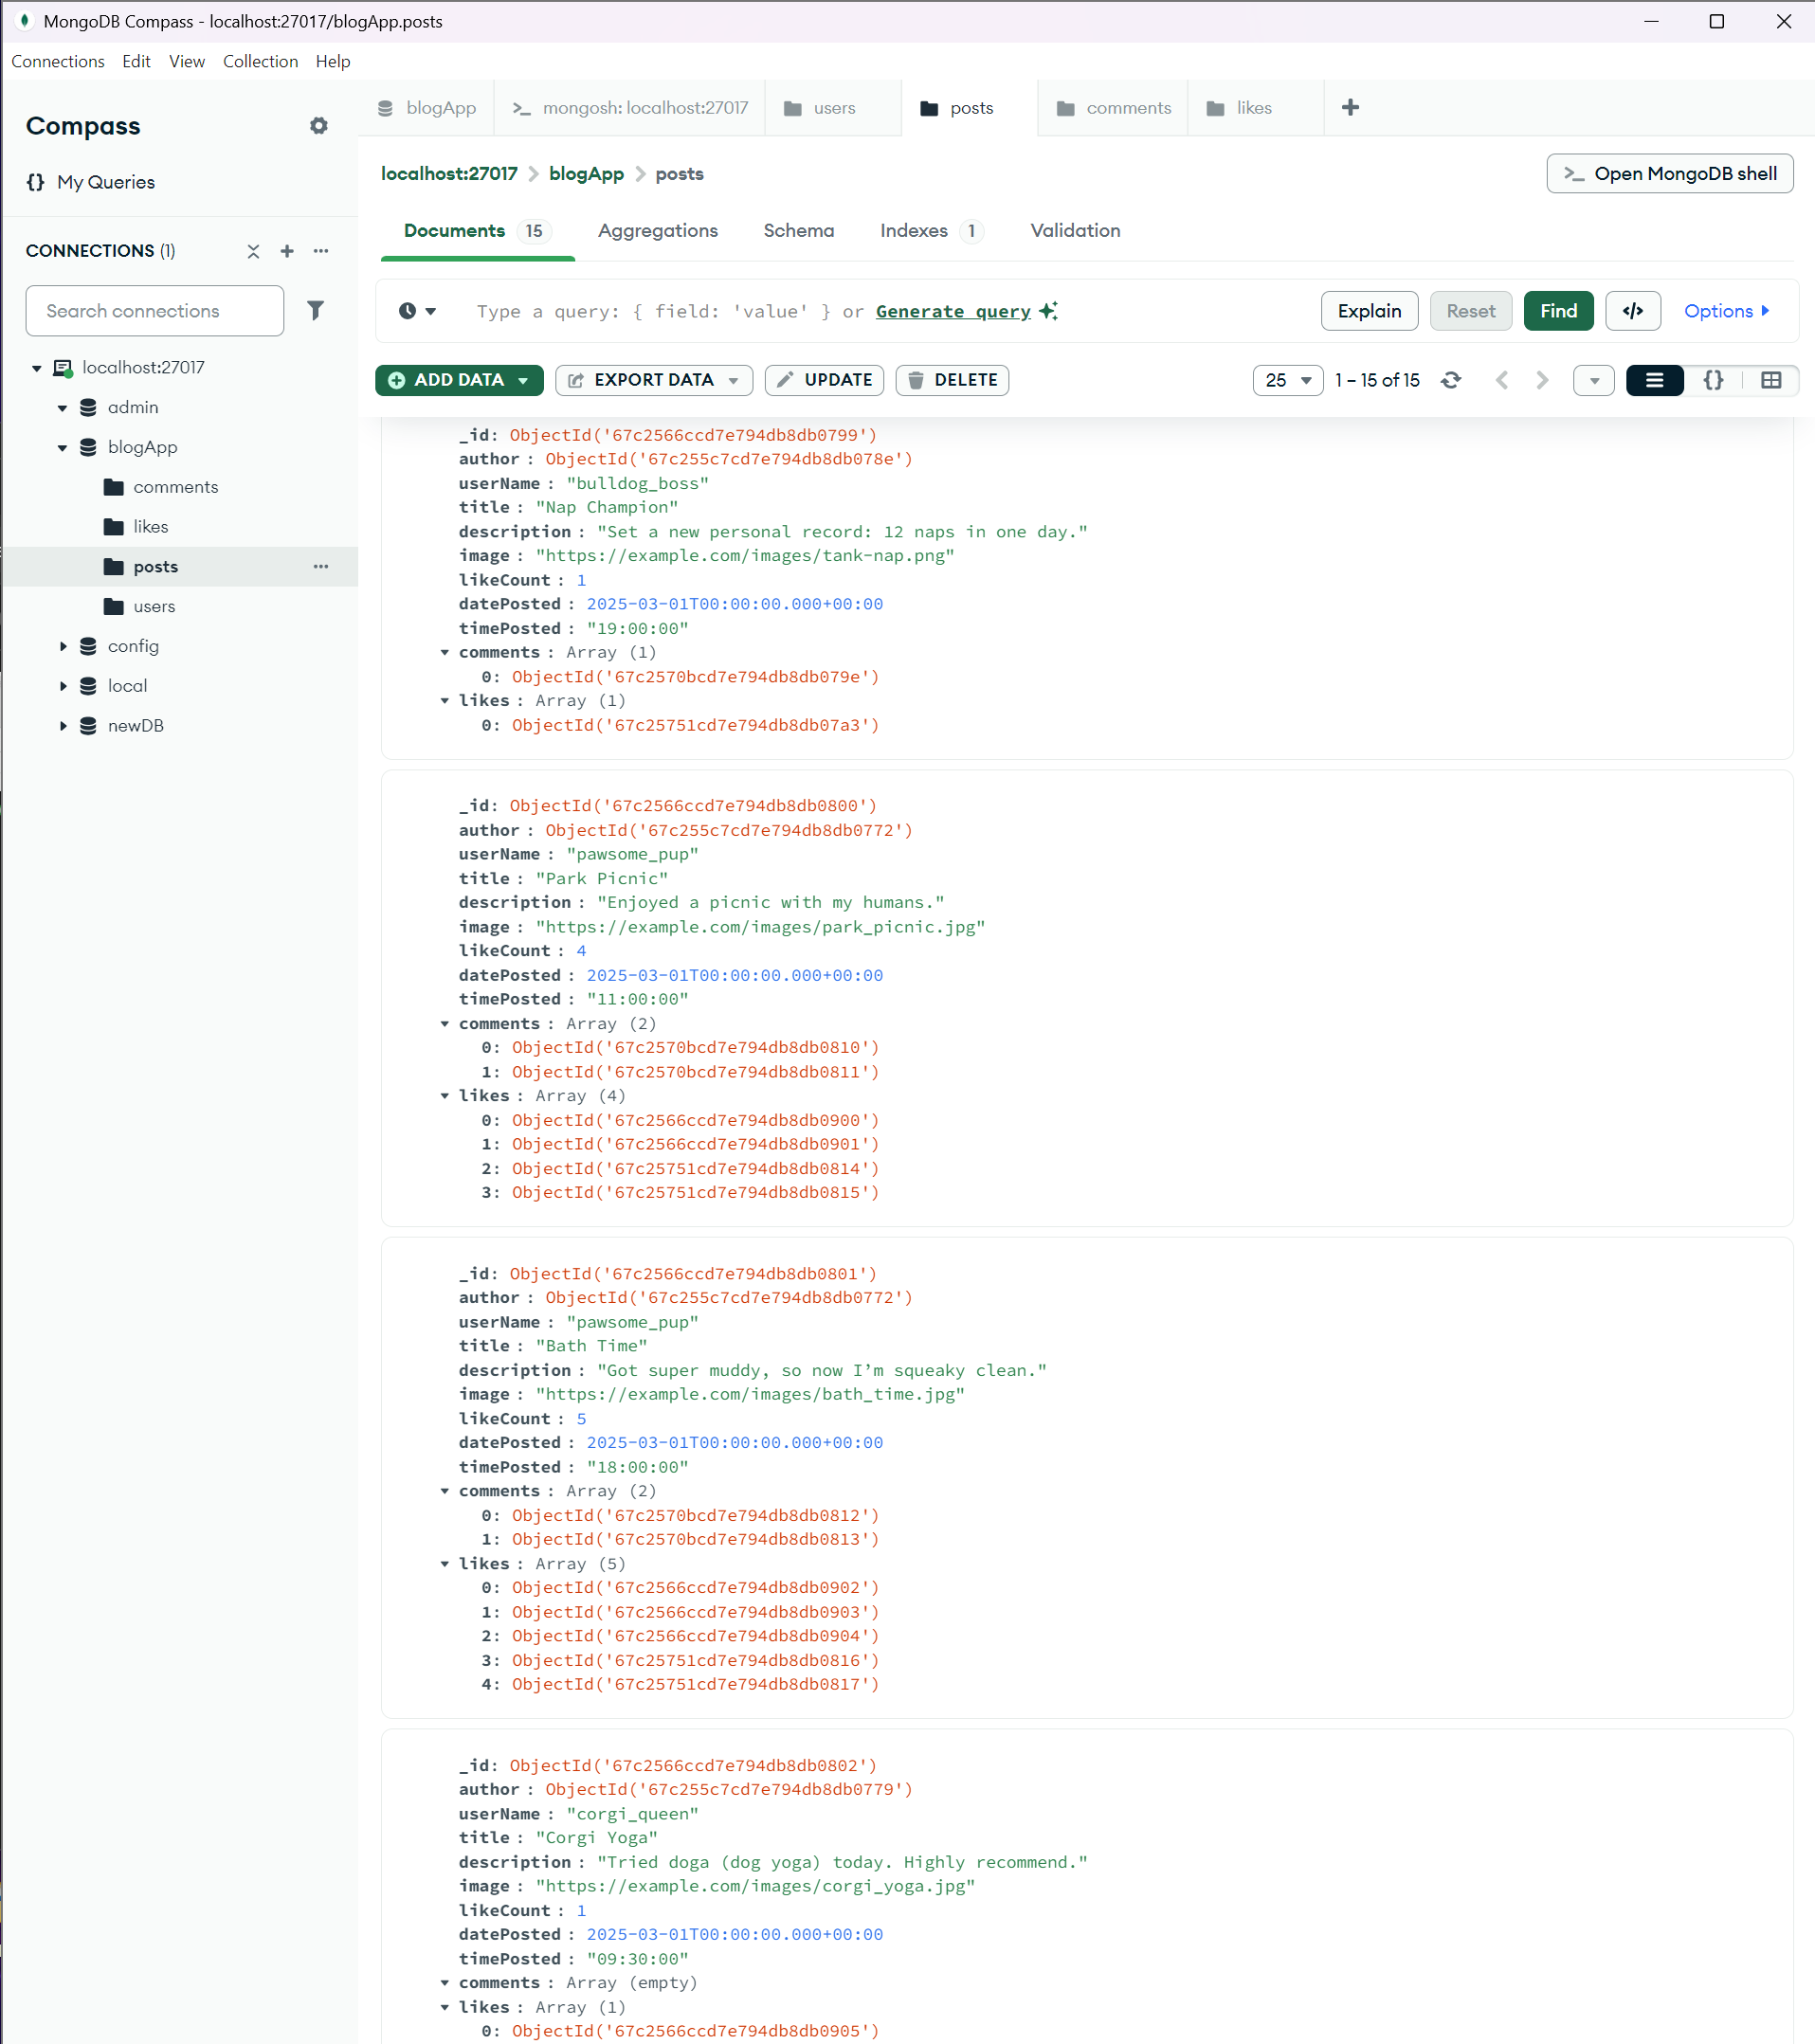 MongoDB Compass - localhost:27017/blogApp.posts
Connections Edit View Collection Help
Compass
{} My Queries
CONNECTIONS (1)
Search connections
localhost:27017
admin
blogApp
comments
likes
posts
users
config
local
newDB
blogApp >_ mongosh: localhost:27017 users posts comments likes +
localhost:27017 > blogApp > posts
>_ Open MongoDB shell
Documents 15 Aggregations Schema Indexes 1 Validation
Type a query: { field: 'value' } or Generate query
Explain Reset Find </> Options
ADD DATA EXPORT DATA UPDATE DELETE 25 1 – 15 of 15 {}
_id: ObjectId('67c2566ccd7e794db8db0799')
author : ObjectId('67c255c7cd7e794db8db078e')
userName : "bulldog_boss"
title : "Nap Champion"
description : "Set a new personal record: 12 naps in one day."
image : "https://example.com/images/tank-nap.png"
likeCount : 1
datePosted : 2025-03-01T00:00:00.000+00:00
timePosted : "19:00:00"
comments : Array (1)
0: ObjectId('67c2570bcd7e794db8db079e')
likes : Array (1)
0: ObjectId('67c25751cd7e794db8db07a3')
_id: ObjectId('67c2566ccd7e794db8db0800')
author : ObjectId('67c255c7cd7e794db8db0772')
userName : "pawsome_pup"
title : "Park Picnic"
description : "Enjoyed a picnic with my humans."
image : "https://example.com/images/park_picnic.jpg"
likeCount : 4
datePosted : 2025-03-01T00:00:00.000+00:00
timePosted : "11:00:00"
comments : Array (2)
0: ObjectId('67c2570bcd7e794db8db0810')
1: ObjectId('67c2570bcd7e794db8db0811')
likes : Array (4)
0: ObjectId('67c2566ccd7e794db8db0900')
1: ObjectId('67c2566ccd7e794db8db0901')
2: ObjectId('67c25751cd7e794db8db0814')
3: ObjectId('67c25751cd7e794db8db0815')
_id: ObjectId('67c2566ccd7e794db8db0801')
author : ObjectId('67c255c7cd7e794db8db0772')
userName : "pawsome_pup"
title : "Bath Time"
description : "Got super muddy, so now I’m squeaky clean."
image : "https://example.com/images/bath_time.jpg"
likeCount : 5
datePosted : 2025-03-01T00:00:00.000+00:00
timePosted : "18:00:00"
comments : Array (2)
0: ObjectId('67c2570bcd7e794db8db0812')
1: ObjectId('67c2570bcd7e794db8db0813')
likes : Array (5)
0: ObjectId('67c2566ccd7e794db8db0902')
1: ObjectId('67c2566ccd7e794db8db0903')
2: ObjectId('67c2566ccd7e794db8db0904')
3: ObjectId('67c25751cd7e794db8db0816')
4: ObjectId('67c25751cd7e794db8db0817')
_id: ObjectId('67c2566ccd7e794db8db0802')
author : ObjectId('67c255c7cd7e794db8db0779')
userName : "corgi_queen"
title : "Corgi Yoga"
description : "Tried doga (dog yoga) today. Highly recommend."
image : "https://example.com/images/corgi_yoga.jpg"
likeCount : 1
datePosted : 2025-03-01T00:00:00.000+00:00
timePosted : "09:30:00"
comments : Array (empty)
likes : Array (1)
0: ObjectId('67c2566ccd7e794db8db0905')